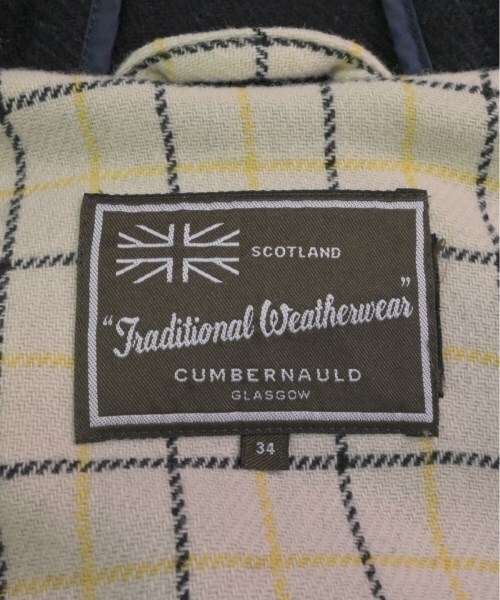 SCOTLAND
"Traditional Weatherwear"
CUMBERNAULD
GLASGOW
34